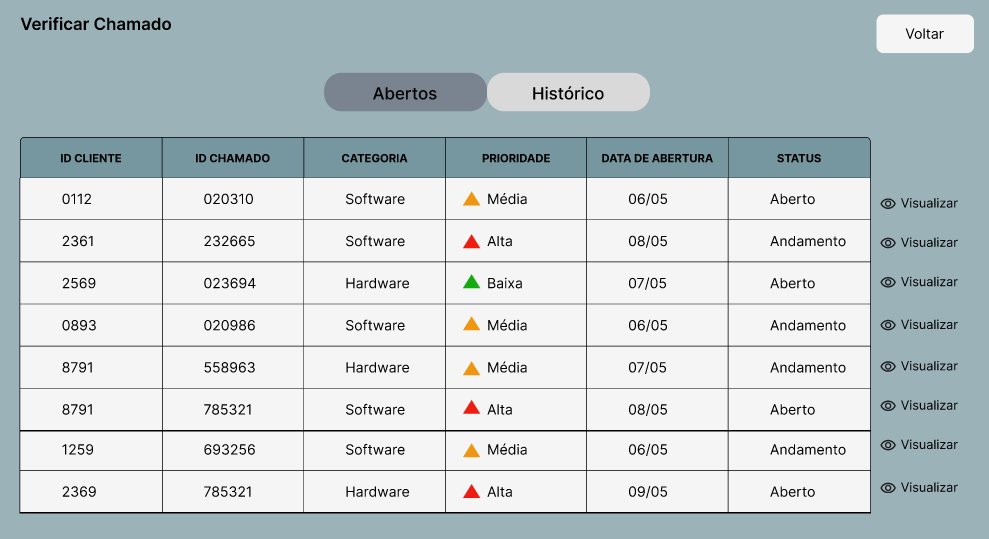 Verificar Chamado
Voltar
Abertos Histórico
ID CLIENTE ID CHAMADO CATEGORIA PRIORIDADE DATA DE ABERTURA STATUS
0112 020310 Software Média 06/05 Aberto Visualizar
2361 232665 Software Alta 08/05 Andamento Visualizar
2569 023694 Hardware Baixa 07/05 Aberto Visualizar
0893 020986 Software Média 06/05 Andamento Visualizar
8791 558963 Hardware Média 07/05 Andamento Visualizar
8791 785321 Software Alta 08/05 Aberto Visualizar
1259 693256 Software Média 06/05 Andamento Visualizar
2369 785321 Hardware Alta 09/05 Aberto Visualizar